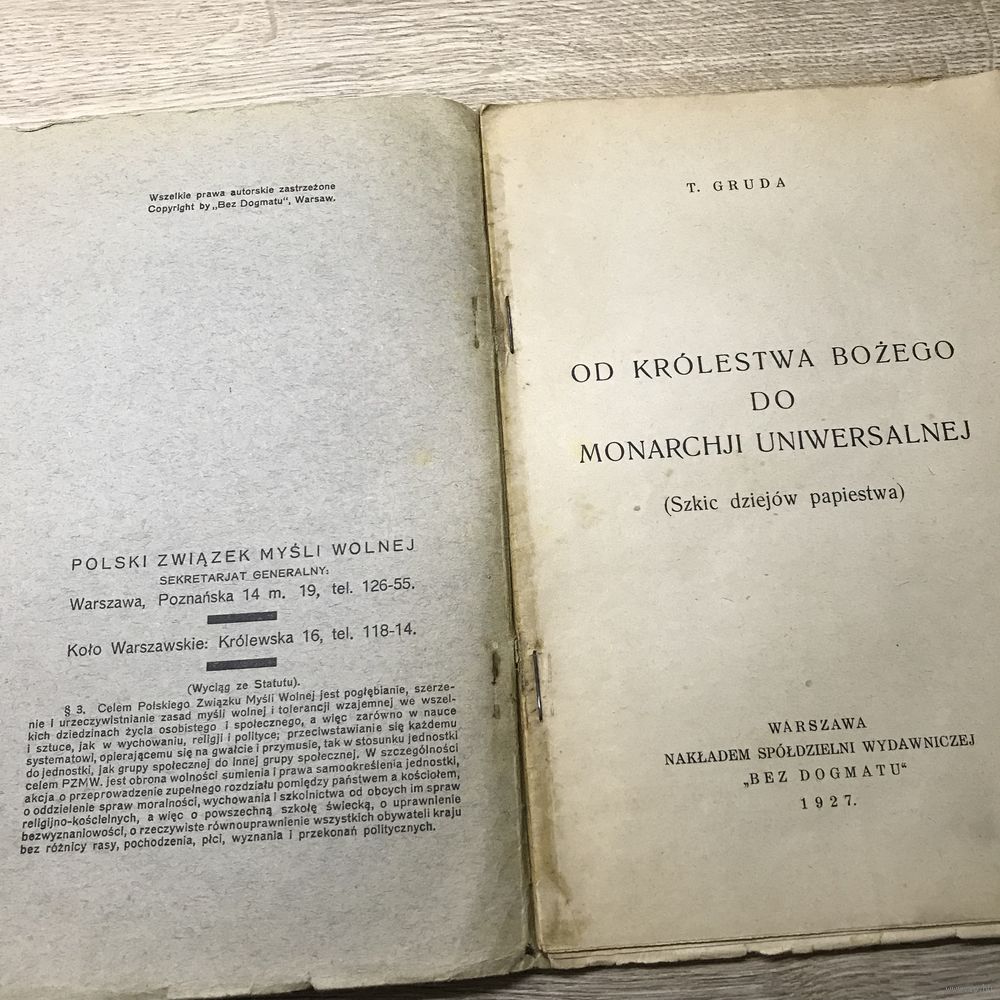 Wszelkie prawa autorskie zastrzeżone
Copyright by „Bez Dogmatu“, Warsaw.
POLSKI ZWIĄZEK MYŚLI WOLNEJ
SEKRETARJAT GENERALNY:
Warszawa, Poznańska 14 m. 19, tel. 126-55.
Koło Warszawskie: Królewska 16, tel. 118-14.
(Wyciąg ze Statutu).
§ 3. Celem Polskiego Związku Myśli Wolnej jest pogłębianie, szerze-
nie i urzeczywistnianie zasad myśli wolnej i tolerancji wzajemnej we wszel-
kich dziedzinach życia osobistego i społecznego, a więc zarówno w nauce
i sztuce, jak w wychowaniu, religji i polityce; przeciwstawianie się każdemu
systematowi, opierającemu się na gwałcie i przymusie, tak w stosunku jednostki
do jednostki, jak grupy społecznej do innej grupy społecznej. W szczególności
celem PZMW. jest obrona wolności sumienia i prawa samookreślenia jednostki,
akcja o przeprowadzenie zupełnego rozdziału pomiędzy państwem a kościołem,
o oddzielenie spraw moralności, wychowania i szkolnictwa od obcych im spraw
religijno-kościelnych, a więc o powszechną szkołę świecką, o uprawnienie
bezwyznaniowości, o rzeczywiste równouprawnienie wszystkich obywateli kraju
bez różnicy rasy, pochodzenia, płci, wyznania i przekonań politycznych.
T. GRUDA
OD KRÓLESTWA BOŻEGO
DO
MONARCHJI UNIWERSALNEJ
(Szkic dziejów papiestwa)
WARSZAWA
NAKŁADEM SPÓŁDZIELNI WYDAWNICZEJ
„BEZ DOGMATU“
1927.